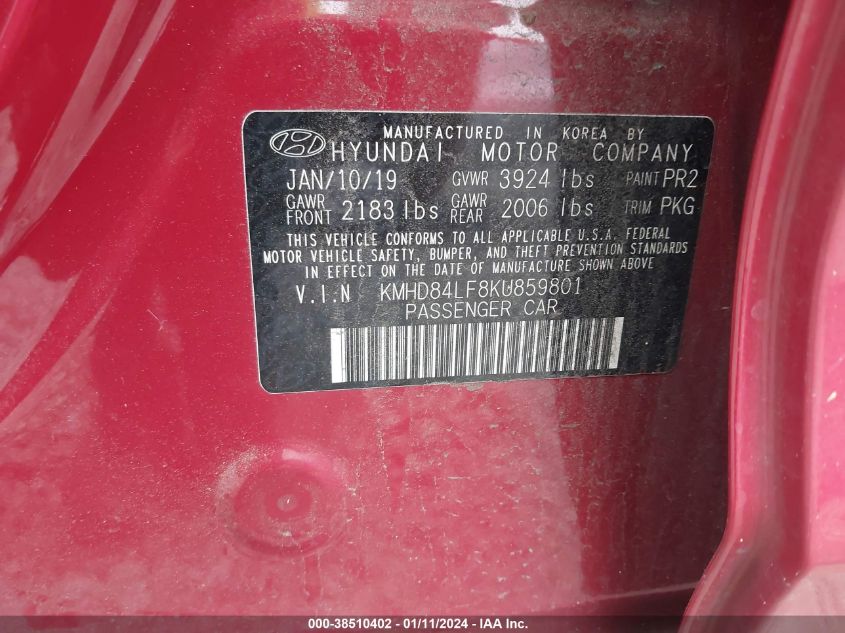 MANUFACTURED IN KOREA BY
HYUNDAI MOTOR COMPANY
JAN/10/19 GVWR 3924 lbs PAINT PR2
GAWR FRONT 2183 lbs GAWR REAR 2006 lbs TRIM PKG
THIS VEHICLE CONFORMS TO ALL APPLICABLE U.S.A. FEDERAL
MOTOR VEHICLE SAFETY, BUMPER, AND THEFT PREVENTION STANDARDS
IN EFFECT ON THE DATE OF MANUFACTURE SHOWN ABOVE
V.I.N KMHD84LF8KU859801
PASSENGER CAR
000-38510402 - 01/11/2024 - IAA Inc.